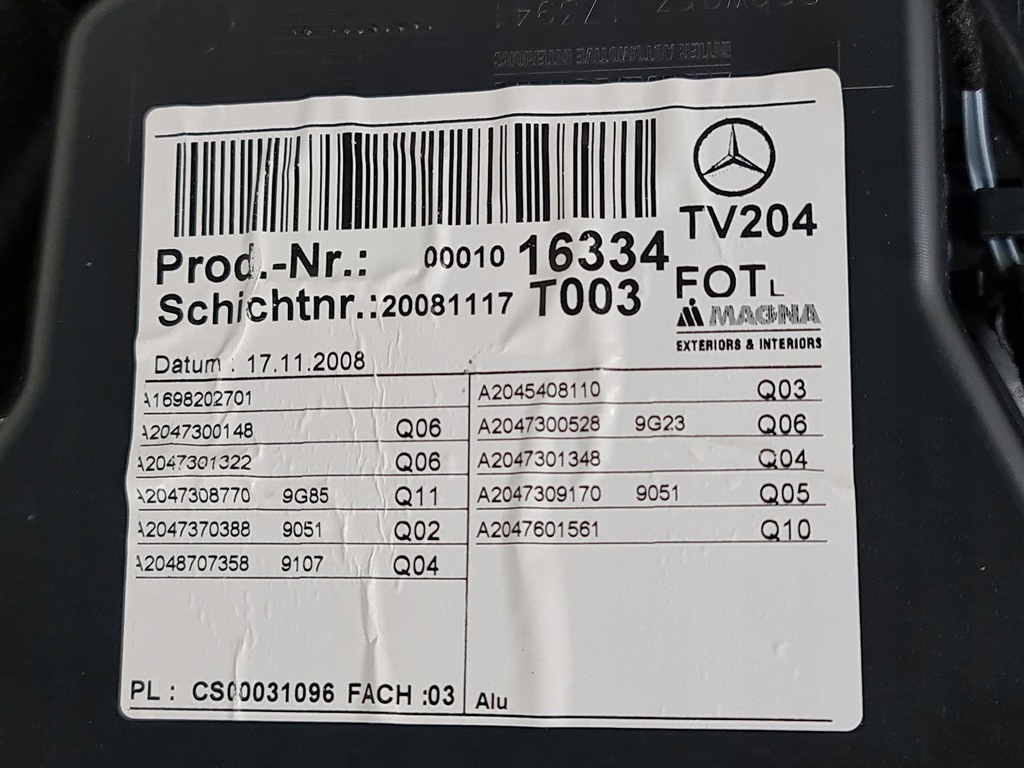 TV204
Prod.-Nr.: 00010 16334
Schichtnr.:20081117 T003
FOT L
MAGNA
EXTERIORS & INTERIORS
Datum : 17.11.2008
A1698202701
A2047300148 Q06
A2047301322 Q06
A2047308770 9G85 Q11
A2047370388 9051 Q02
A2048707358 9107 Q04
A2045408110 Q03
A2047300528 9G23 Q06
A2047301348 Q04
A2047309170 9051 Q05
A2047601561 Q10
PL : CS00031096 FACH :03
Alu